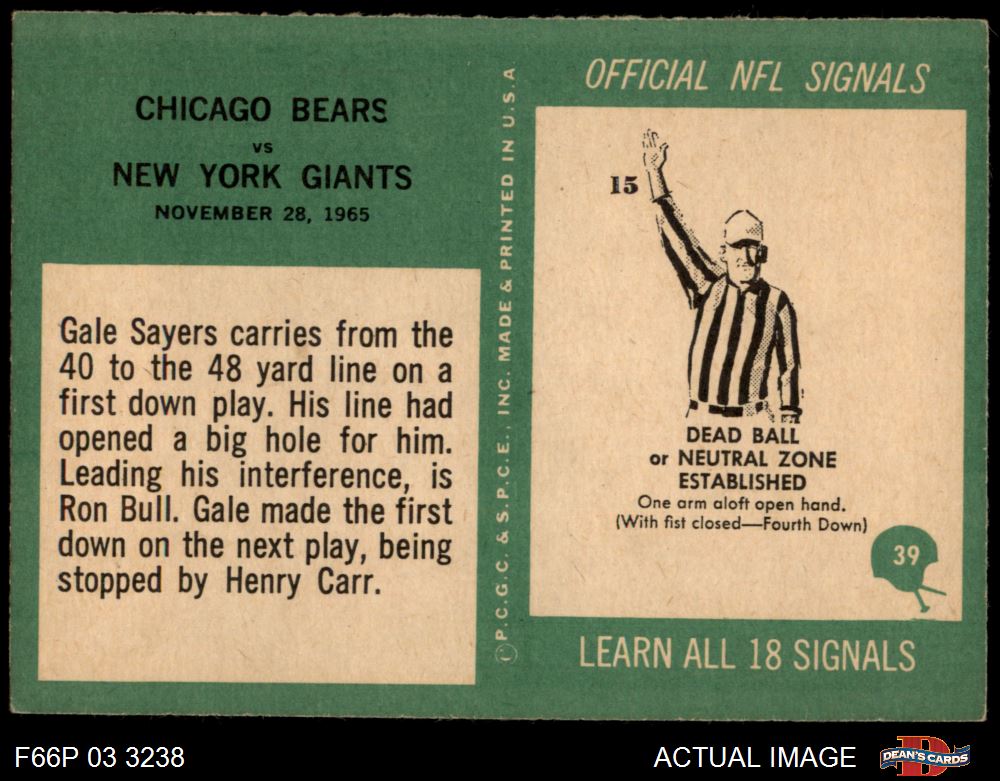 CHICAGO BEARS
vs
NEW YORK GIANTS
NOVEMBER 28, 1965
Gale Sayers carries from the
40 to the 48 yard line on a
first down play. His line had
opened a big hole for him.
Leading his interference, is
Ron Bull. Gale made the first
down on the next play, being
stopped by Henry Carr.
© P.C.G.C. & S.P.C.E., INC. MADE & PRINTED IN U.S.A
OFFICIAL NFL SIGNALS
15
DEAD BALL
or NEUTRAL ZONE
ESTABLISHED
One arm aloft open hand.
(With fist closed—Fourth Down)
39
LEARN ALL 18 SIGNALS
F66P 03 3238
ACTUAL IMAGE
D
DEAN'S CARDS